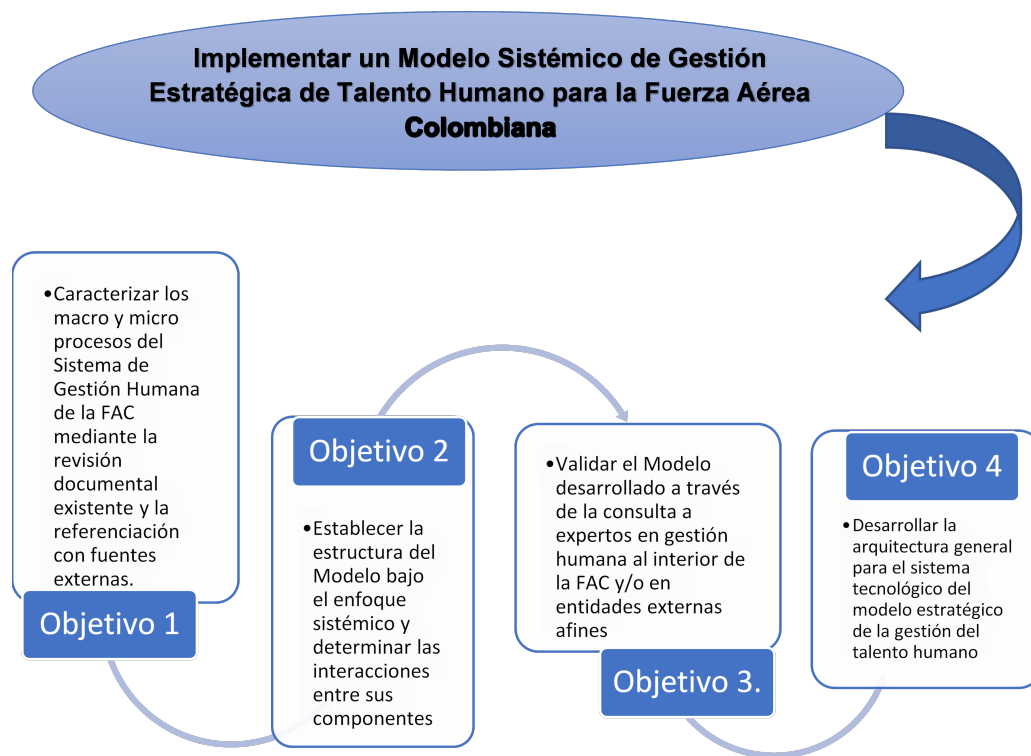 Implementar un Modelo Sistémico de Gestión
Estratégica de Talento Humano para la Fuerza Aérea
Colombiana
•Caracterizar los
macro y micro
procesos del
Sistema de
Gestión Humana
de la FAC
mediante la
revisión
documental
existente y la
referenciación
con fuentes
externas.
Objetivo 1
Objetivo 2
•Establecer la
estructura del
Modelo bajo
el enfoque
sistémico y
determinar las
interacciones
entre sus
componentes
•Validar el Modelo
desarrollado a través
de la consulta a
expertos en gestión
humana al interior de
la FAC y/o en
entidades externas
afines
Objetivo 3.
Objetivo 4
•Desarrollar la
arquitectura general
para el sistema
tecnológico del
modelo estratégico
de la gestión del
talento humano